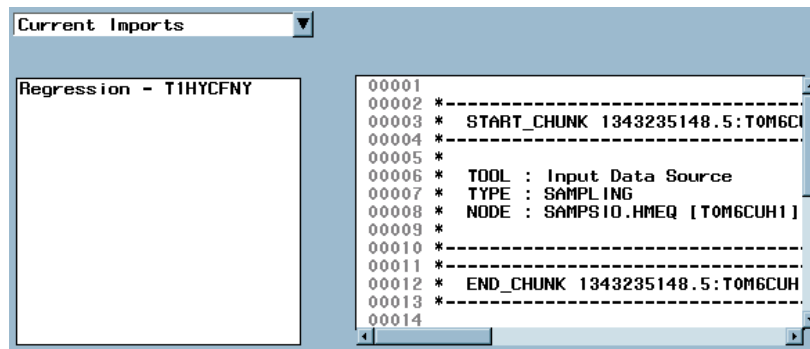 Current Imports
Regression - T1HYCFNY
00001
00002 *--------------------------------------------
00003 * START_CHUNK 1343235148.5:T0M6CU
00004 *--------------------------------------------
00005 *
00006 * TOOL : Input Data Source
00007 * TYPE : SAMPLING
00008 * NODE : SAMPSIO.HMEQ [T0M6CUH1]
00009 *
00010 *--------------------------------------------
00011 *--------------------------------------------
00012 * END_CHUNK 1343235148.5:T0M6CUH
00013 *--------------------------------------------
00014